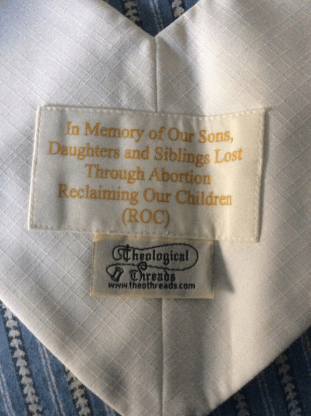 In Memory of Our Sons,
Daughters and Siblings Lost
Through Abortion
Reclaiming Our Children
(ROC)
Theological
Threads
www.theothreads.com